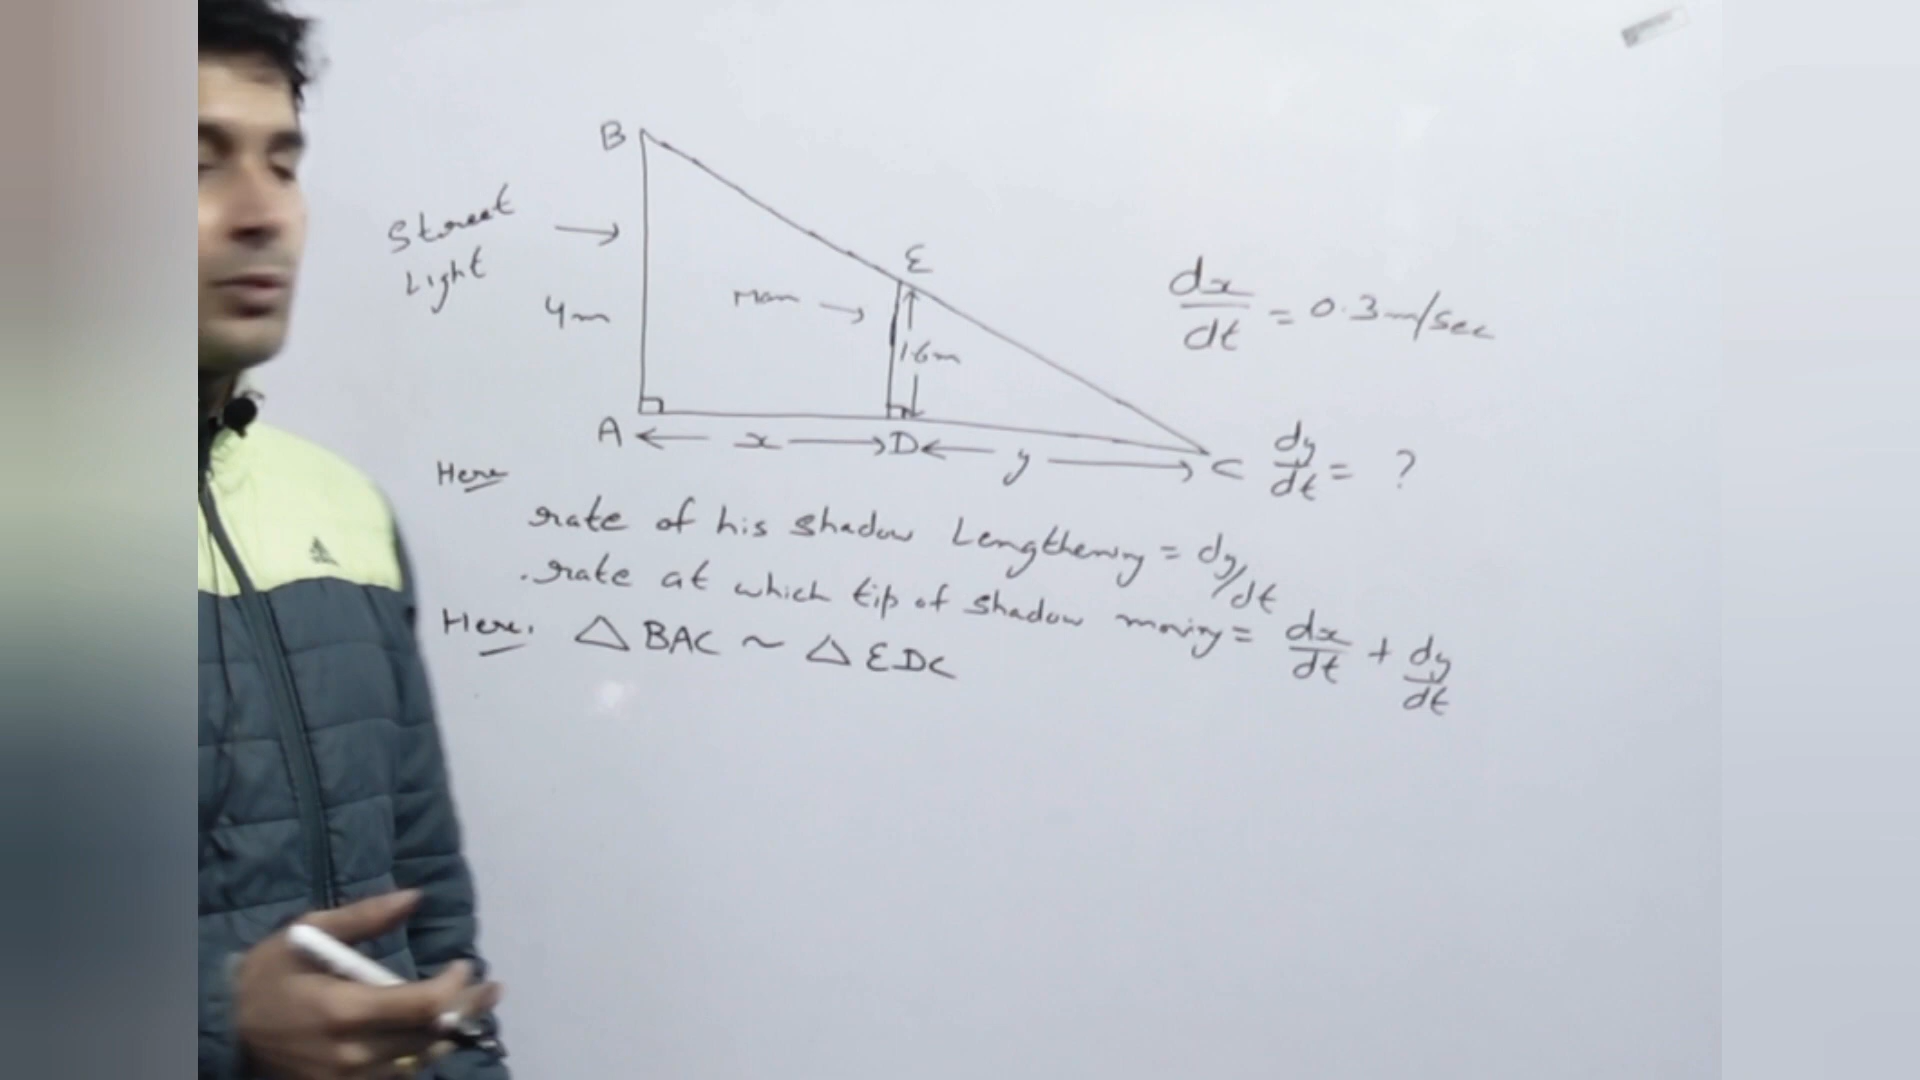 B
Street
Light
→
4m
Man →
E
1.6m
dx/dt = 0.3m/sec
A ← x → D ← y → C
dy/dt = ?
Here
rate of his shadow Lengthening = dy/dt
.rate at which tip of shadow moving = dx/dt + dy/dt
Here. △ BAC ~ △ EDC